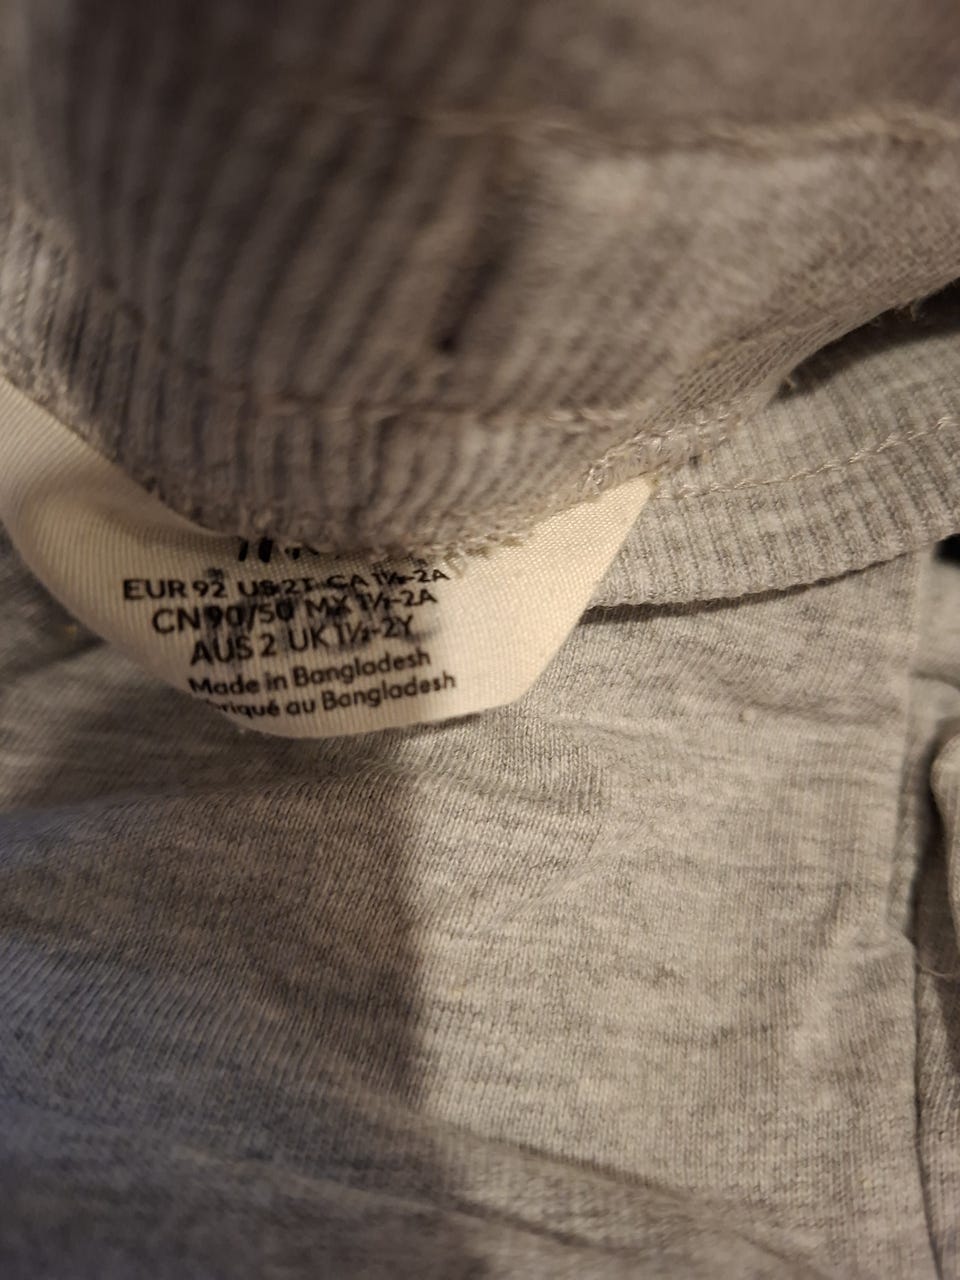 EUR 92 US 2T CA 1½-2A
CN 90/50 MX 1½-2A
AUS 2 UK 1½-2Y
Made in Bangladesh
au Bangladesh